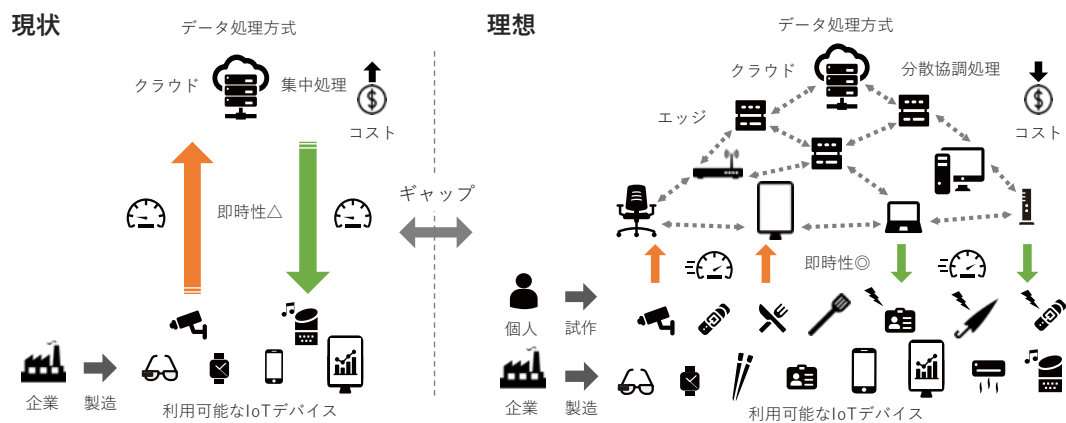 現状
データ処理方式
クラウド
集中処理
コスト
即時性△
企業
製造
利用可能なIoTデバイス
ギャップ
理想
データ処理方式
クラウド
分散協調処理
エッジ
コスト
即時性◎
個人
試作
企業
製造
利用可能なIoTデバイス